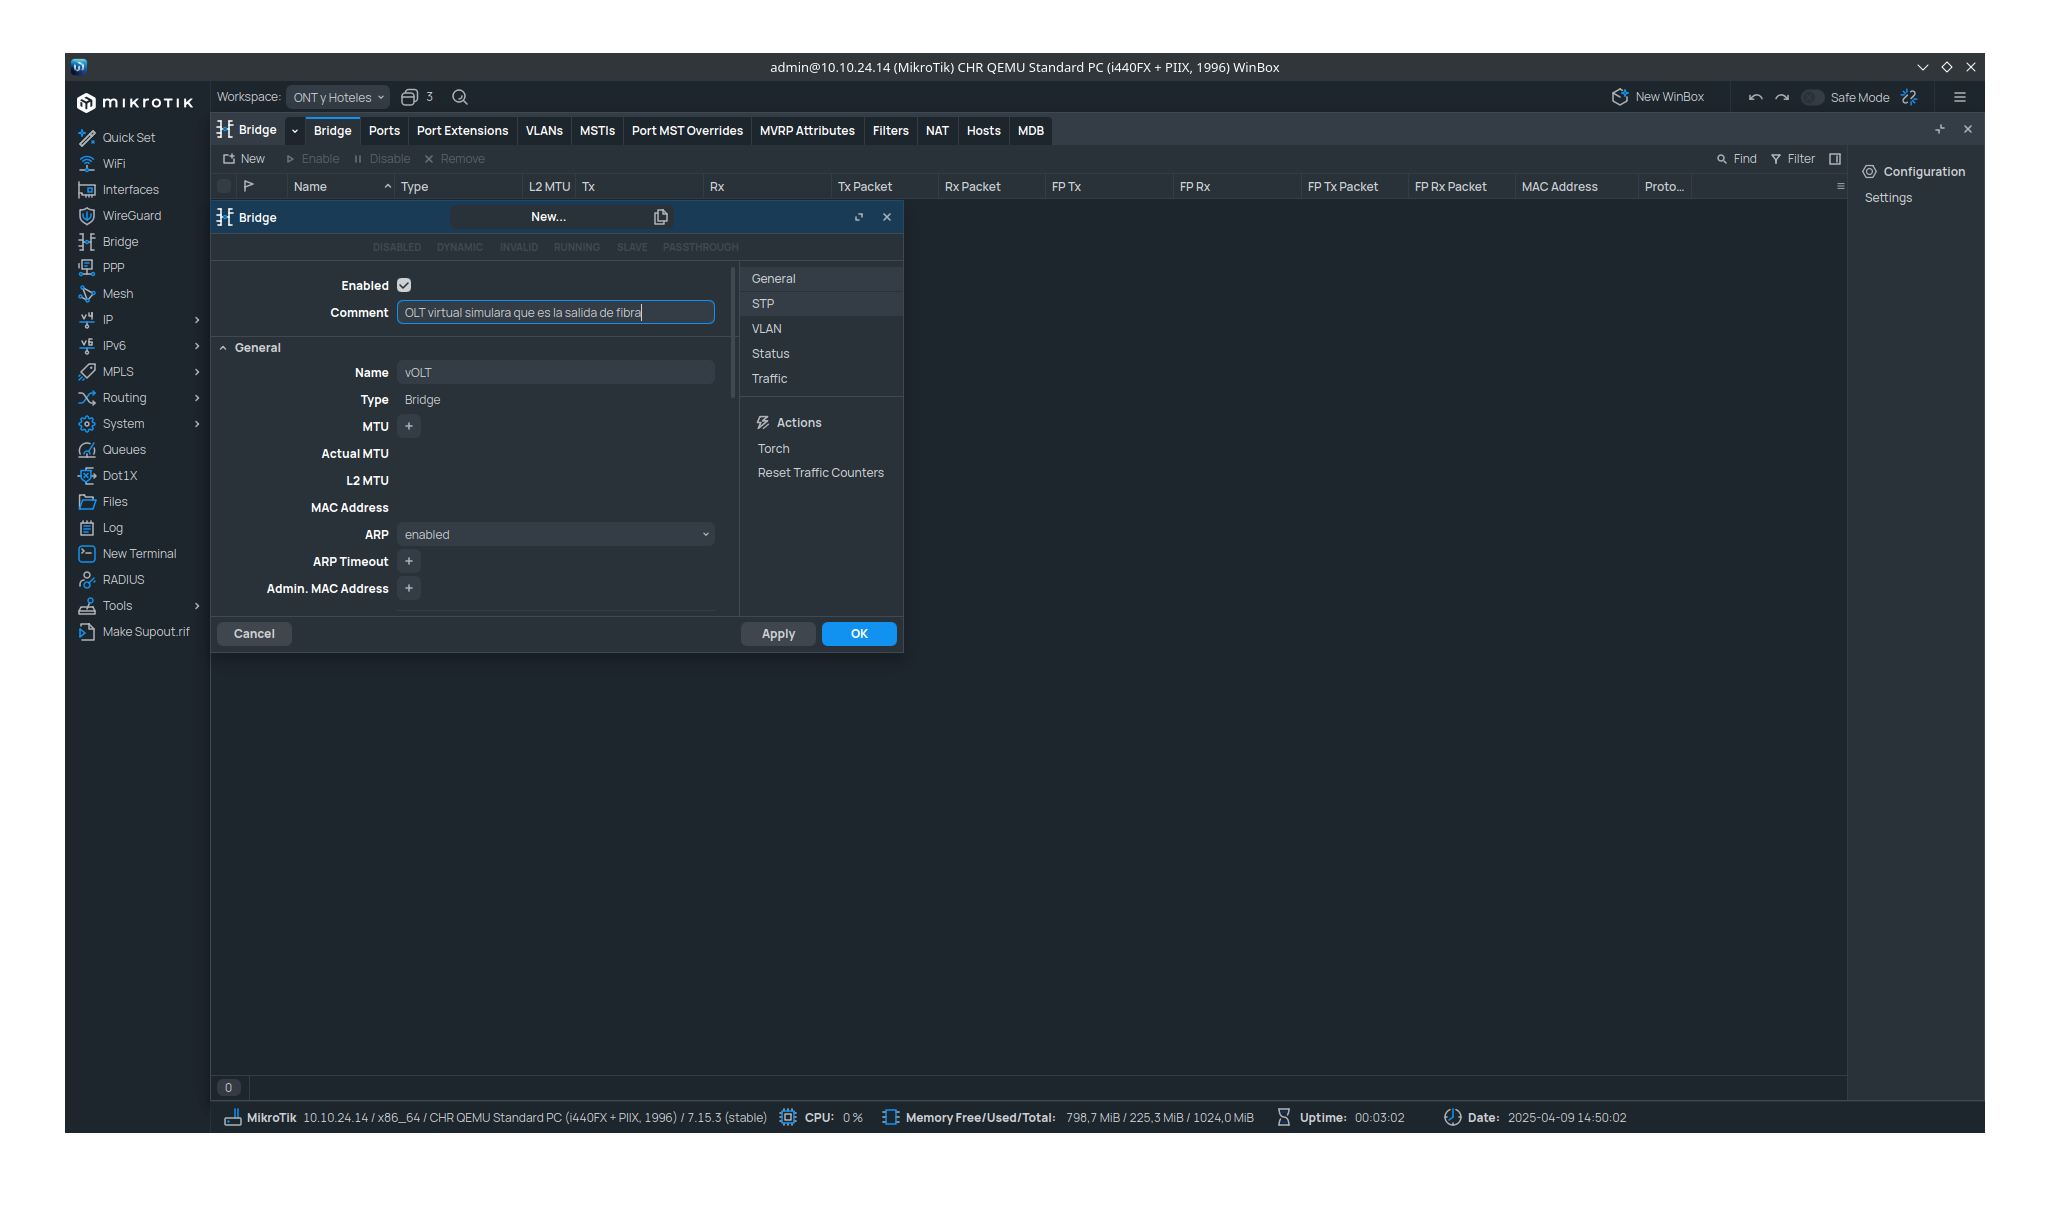 admin@10.10.24.14 (MikroTik) CHR QEMU Standard PC (i440FX + PIIX, 1996) WinBox
mikrotik
Workspace: ONT y Hoteles 3 New WinBox Safe Mode
Bridge Bridge Ports Port Extensions VLANs MSTIs Port MST Overrides MVRP Attributes Filters NAT Hosts MDB
New Enable Disable Remove Find Filter
Name Type L2 MTU Tx Rx Tx Packet Rx Packet FP Tx FP Rx FP Tx Packet FP Rx Packet MAC Address Proto...
Configuration
Settings
Quick Set
WiFi
Interfaces
WireGuard
Bridge
PPP
Mesh
IP
IPv6
MPLS
Routing
System
Queues
Dot1X
Files
Log
New Terminal
RADIUS
Tools
Make Supout.rif
Bridge New...
DISABLED DYNAMIC INVALID RUNNING SLAVE PASSTHROUGH
Enabled
Comment OLT virtual simulara que es la salida de fibra
General
Name vOLT
Type Bridge
MTU +
Actual MTU
L2 MTU
MAC Address
ARP enabled
ARP Timeout +
Admin. MAC Address +
General
STP
VLAN
Status
Traffic
Actions
Torch
Reset Traffic Counters
Cancel Apply OK
0
MikroTik 10.10.24.14 / x86_64 / CHR QEMU Standard PC (i440FX + PIIX, 1996) / 7.15.3 (stable) CPU: 0 % Memory Free/Used/Total: 798,7 MiB / 225,3 MiB / 1024,0 MiB Uptime: 00:03:02 Date: 2025-04-09 14:50:02